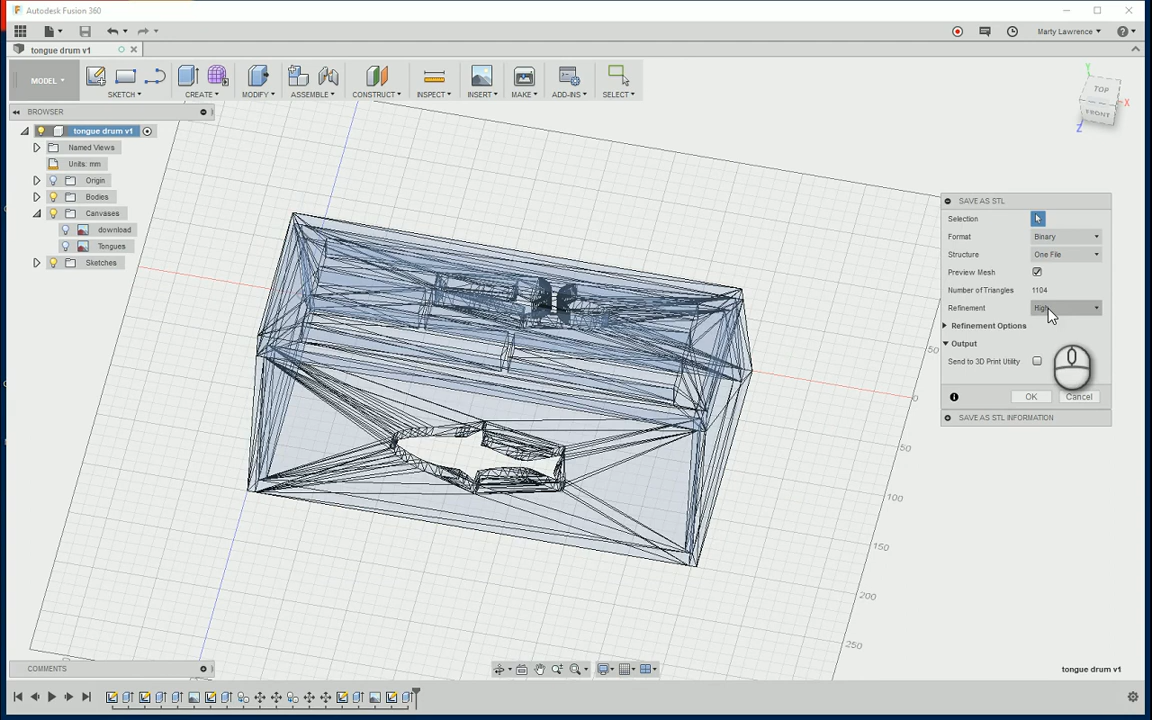 Autodesk Fusion 360
Marty Lawrence
tongue drum v1
MODEL
SKETCH
CREATE
MODIFY
ASSEMBLE
CONSTRUCT
INSPECT
INSERT
MAKE
ADD-INS
SELECT
TOP
FRONT
Y
X
Z
BROWSER
tongue drum v1
Named Views
Units: mm
Origin
Bodies
Canvases
download
Tongues
Sketches
SAVE AS STL
Selection
Format Binary
Structure One File
Preview Mesh
Number of Triangles 1104
Refinement High
Refinement Options
Output
Send to 3D Print Utility
OK Cancel
SAVE AS STL INFORMATION
0
50
50
100
150
200
250
COMMENTS
tongue drum v1